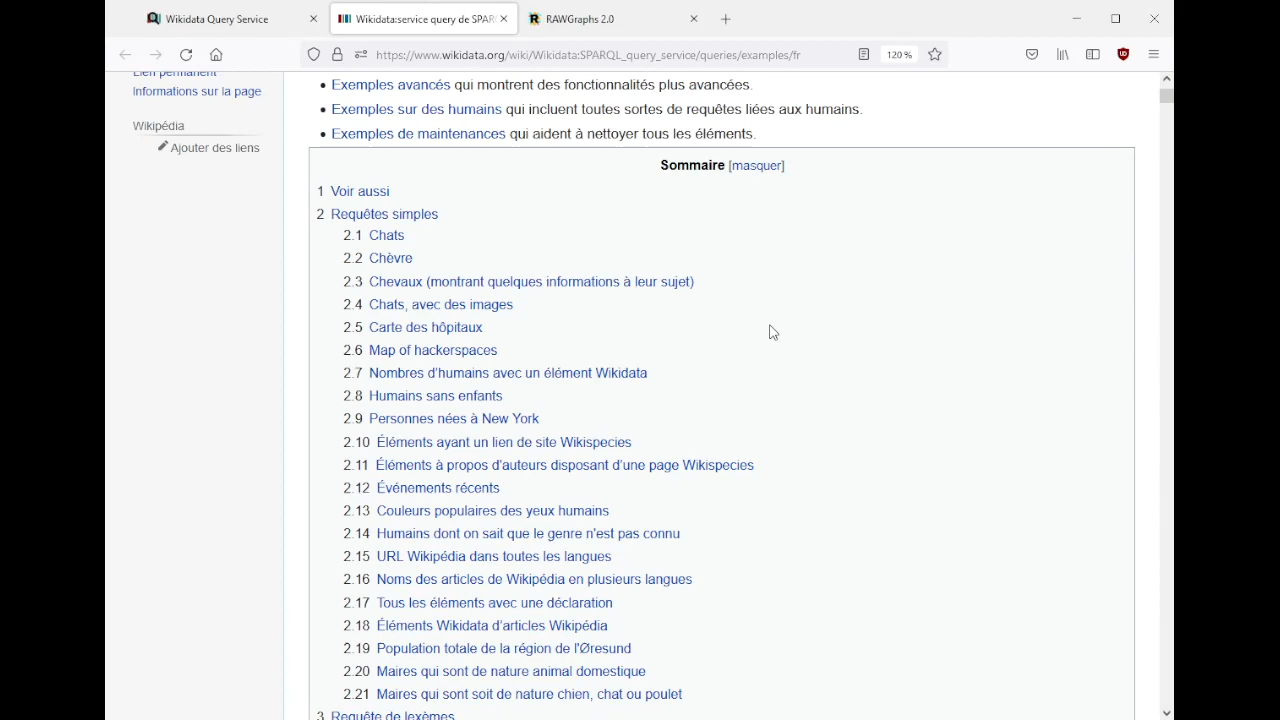 Wikidata Query Service
Wikidata:service query de SPAR
RAWGraphs 2.0
https://www.wikidata.org/wiki/Wikidata:SPARQL_query_service/queries/examples/fr
120 %
Lien permanent
Informations sur la page
Wikipédia
Ajouter des liens
• Exemples avancés qui montrent des fonctionnalités plus avancées.
• Exemples sur des humains qui incluent toutes sortes de requêtes liées aux humains.
• Exemples de maintenances qui aident à nettoyer tous les éléments.
Sommaire [masquer]
1 Voir aussi
2 Requêtes simples
2.1 Chats
2.2 Chèvre
2.3 Chevaux (montrant quelques informations à leur sujet)
2.4 Chats, avec des images
2.5 Carte des hôpitaux
2.6 Map of hackerspaces
2.7 Nombres d'humains avec un élément Wikidata
2.8 Humains sans enfants
2.9 Personnes nées à New York
2.10 Éléments ayant un lien de site Wikispecies
2.11 Éléments à propos d'auteurs disposant d'une page Wikispecies
2.12 Événements récents
2.13 Couleurs populaires des yeux humains
2.14 Humains dont on sait que le genre n'est pas connu
2.15 URL Wikipédia dans toutes les langues
2.16 Noms des articles de Wikipédia en plusieurs langues
2.17 Tous les éléments avec une déclaration
2.18 Éléments Wikidata d'articles Wikipédia
2.19 Population totale de la région de l'Øresund
2.20 Maires qui sont de nature animal domestique
2.21 Maires qui sont soit de nature chien, chat ou poulet
3 Requête de lexèmes